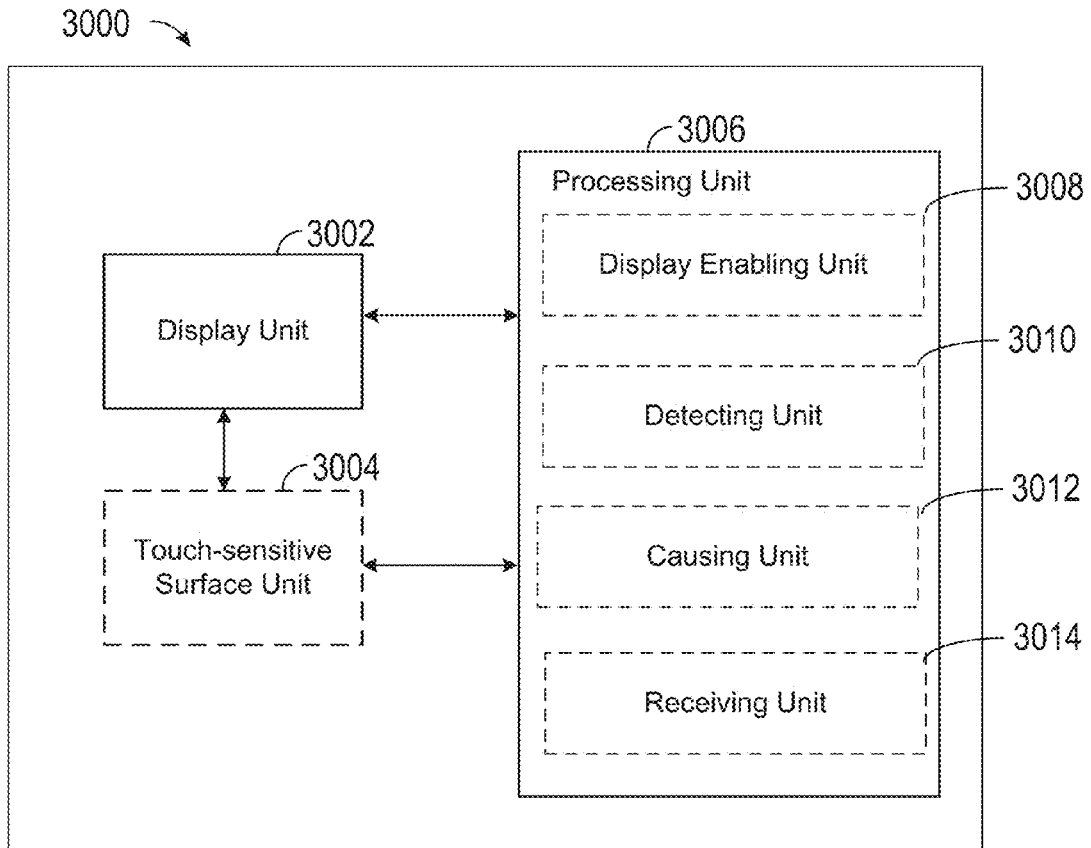 3000
3006
Processing Unit
3008
3002
Display Enabling Unit
Display Unit
3010
Detecting Unit
3004
3012
Touch-sensitive
Surface Unit
Causing Unit
3014
Receiving Unit